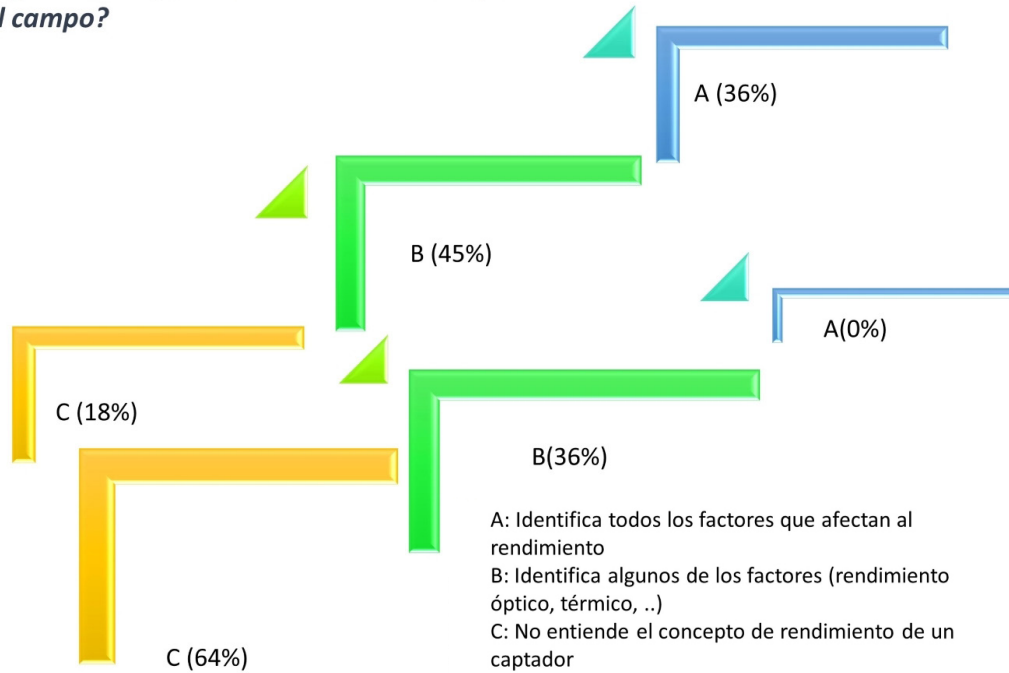 l campo?
A (36%)
B (45%)
A(0%)
C (18%)
B(36%)
A: Identifica todos los factores que afectan al
rendimiento
B: Identifica algunos de los factores (rendimiento
óptico, térmico, ..)
C: No entiende el concepto de rendimiento de un
captador
C (64%)